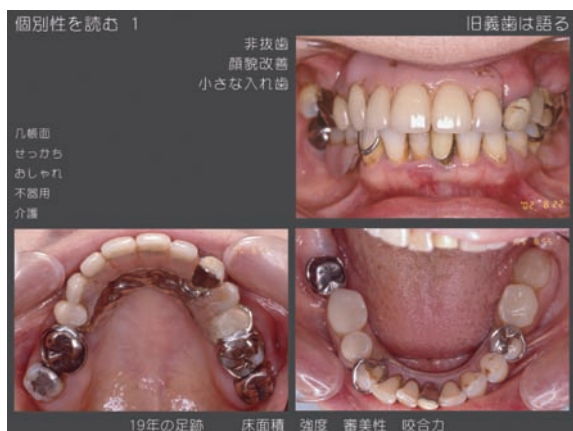 個別性を読む 1
旧義歯は語る
非抜歯
顔貌改善
小さな入れ歯
几帳面
せっかち
おしゃれ
不器用
介護
'02 8 22
19年の足跡 床面積 強度 審美性 咬合力